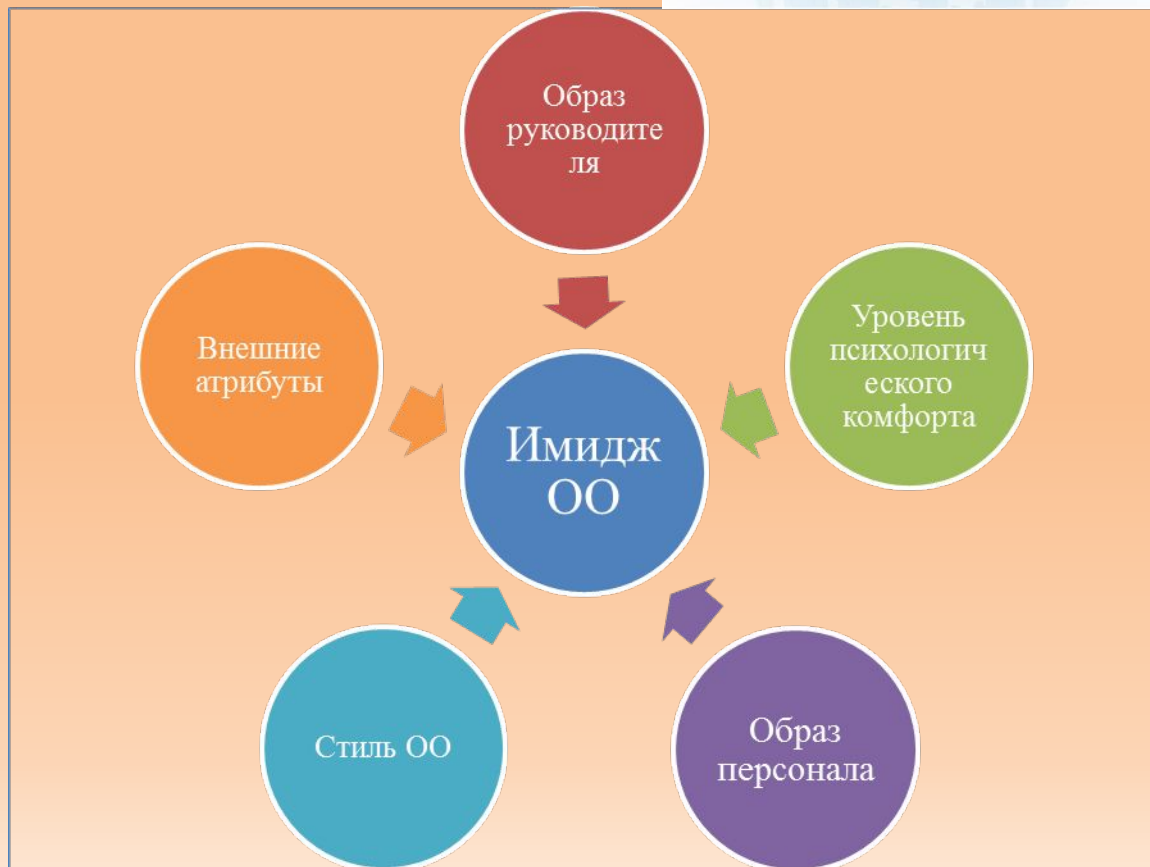 Образ
руководите
ля
Внешние
атрибуты
Уровень
психологич
еского
комфорта
Имидж
ОО
Стиль ОО
Образ
персонала